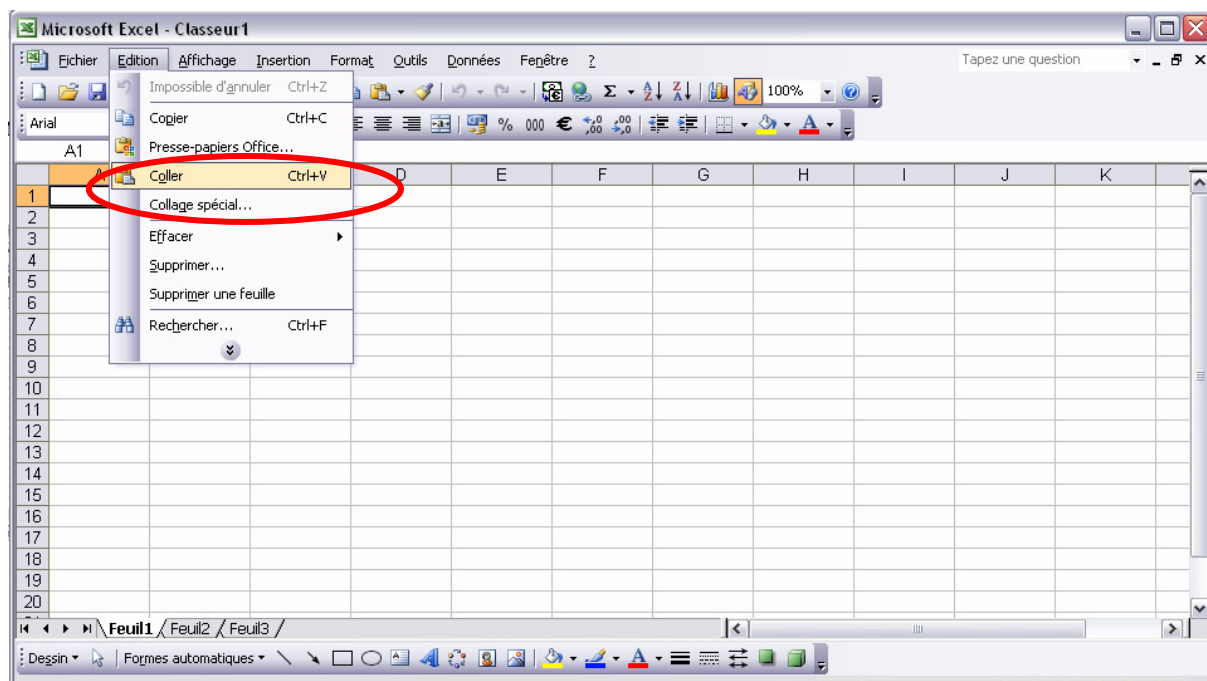 Microsoft Excel - Classeur1
Fichier Edition Affichage Insertion Format Outils Données Fenêtre ? Tapez une question
100%
Arial % 000 €
A1
Impossible d'annuler Ctrl+Z
Copier Ctrl+C
Presse-papiers Office...
Coller Ctrl+V
Collage spécial...
Effacer
Supprimer...
Supprimer une feuille
Rechercher... Ctrl+F
A D E F G H I J K
1
2
3
4
5
6
7
8
9
10
11
12
13
14
15
16
17
18
19
20
Feuil1 Feuil2 Feuil3
Dessin Formes automatiques